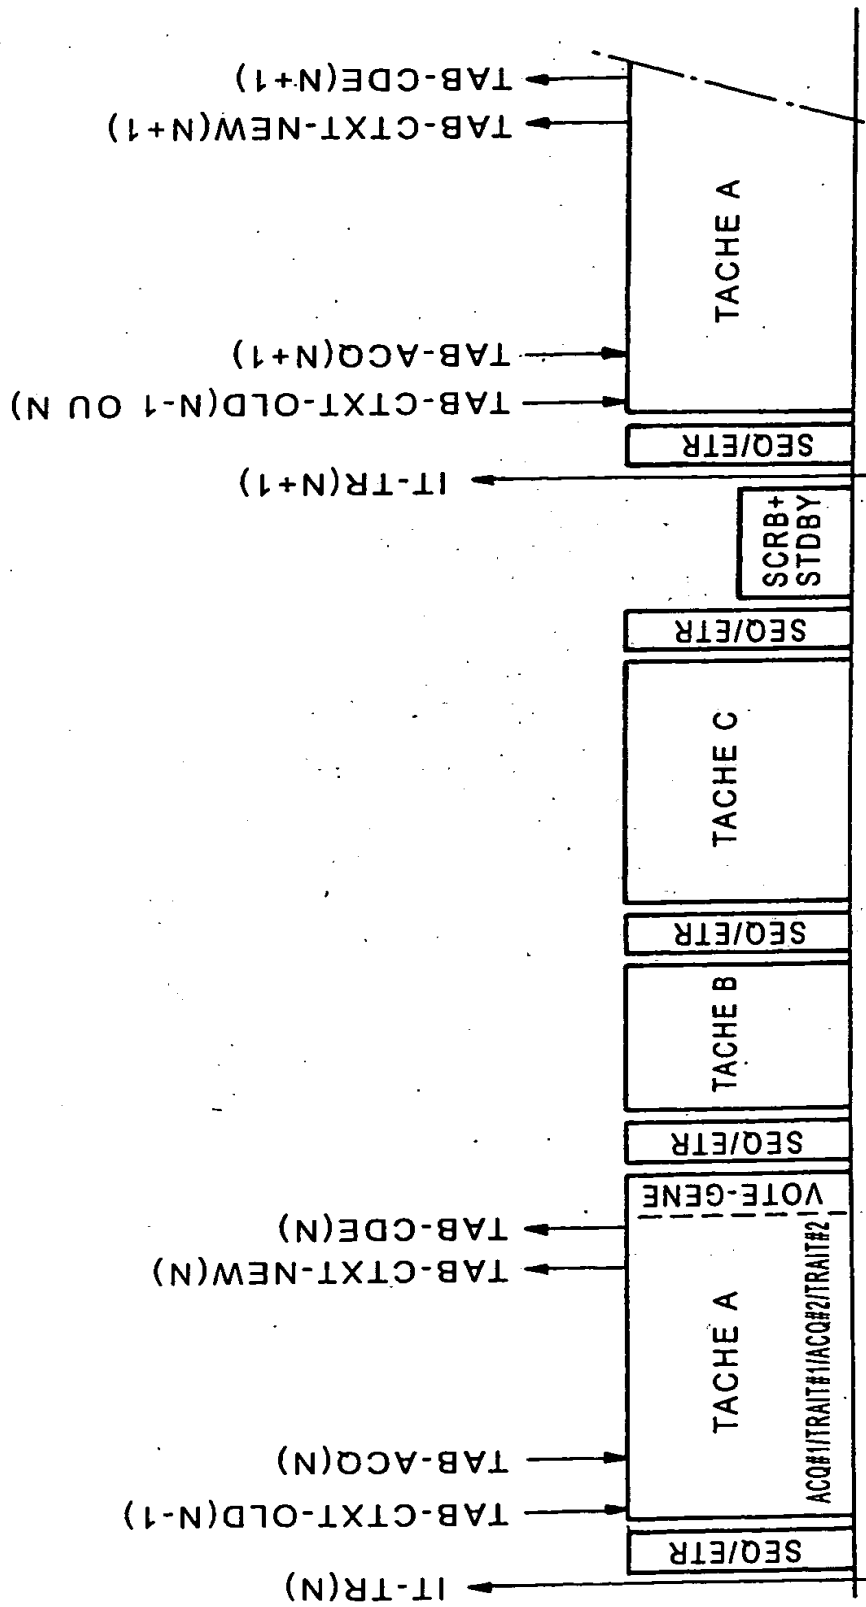 IT-TR(N)
SEQ/ETR
TAB-CTXT-OLD(N-1)
TAB-ACQ(N)
TACHE A
ACQ#1/TRAIT#1/ACQ#2/TRAIT#2
TAB-CTXT-NEW(N)
TAB-CDE(N)
VOTE-GENE
SEQ/ETR
TACHE B
SEQ/ETR
TACHE C
SEQ/ETR
SCRB+
STDBY
IT-TR(N+1)
SEQ/ETR
TAB-CTXT-OLD(N-1 OU N)
TAB-ACQ(N+1)
TACHE A
TAB-CTXT-NEW(N+1)
TAB-CDE(N+1)